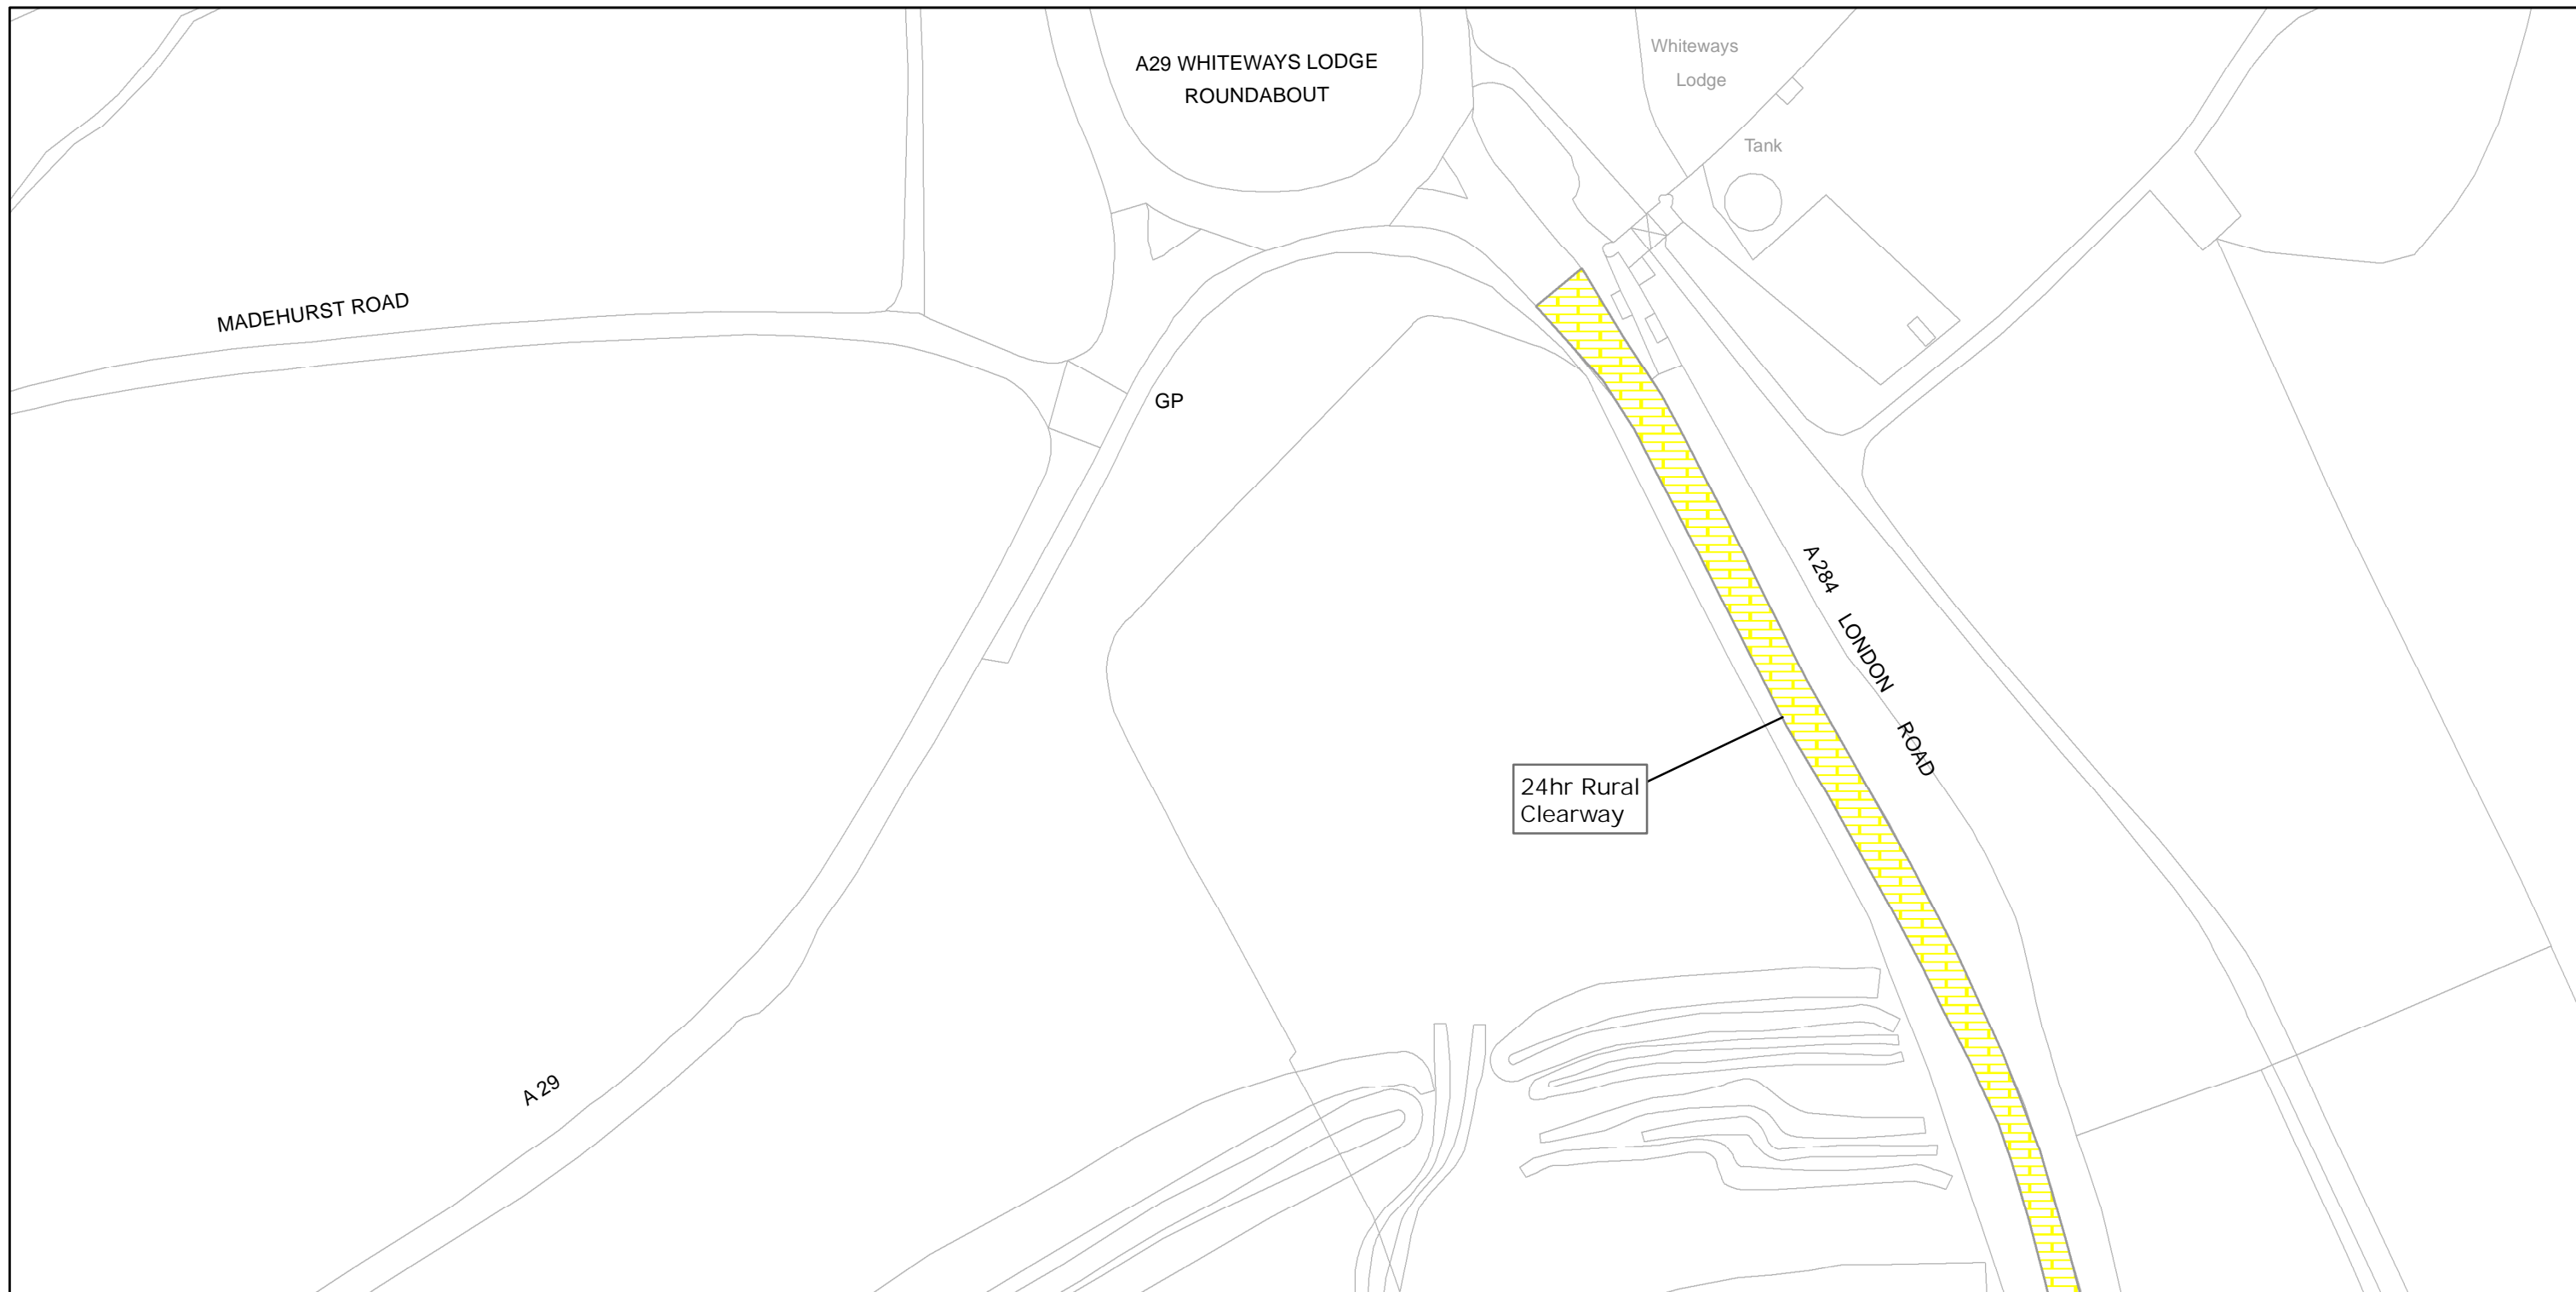 A29 WHITEWAYS LODGE
ROUNDABOUT
Whiteways
Lodge
Tank
MADEHURST ROAD
GP
A 284 LONDON ROAD
24hr Rural
Clearway
A 29